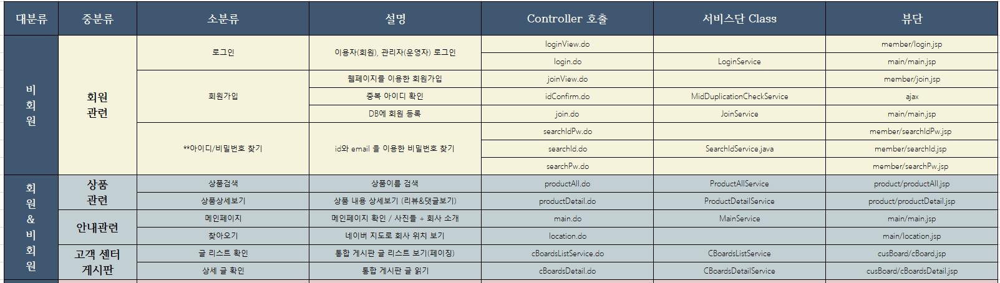 대분류 중분류 소분류 설명 Controller 호출 서비스단 Class 뷰단
비
회
원
회원
관련
로그인 이용자(회원), 관리자(운영자) 로그인
loginView.do member/login.jsp
login.do LoginService main/main.jsp
회원가입
웹페이지를 이용한 회원가입 joinView.do member/join.jsp
중복 아이디 확인 idConfirm.do MidDuplicationCheckService ajax
DB에 회원 등록 join.do JoinService main/main.jsp
**아이디/비밀번호 찾기 id와 email 을 이용한 비밀번호 찾기
searchIdPw.do member/searchIdPw.jsp
searchId.do SearchIdService.java member/searchId.jsp
searchPw.do member/searchPw.jsp
회
원
&
비
회
원
상품
관련
상품검색 상품이름 검색 productAll.do ProductAllService product/productAll.jsp
상품상세보기 상품 내용 상세보기 (리뷰&댓글보기) productDetail.do ProductDetailService product/productDetail.jsp
안내관련
메인페이지 메인페이지 확인 / 사진들 + 회사 소개 main.do MainService main/main.jsp
찾아오기 네이버 지도로 회사 위치 보기 location.do main/location.jsp
고객 센터
게시판
글 리스트 확인 통합 게시판 글 리스트 보기(페이징) cBoardsListService.do CBoardsListService cusBoard/cBoard.jsp
상세 글 확인 통합 게시판 글 읽기 cBoardsDetail.do CBoardsDetailService cusBoard/cBoardsDetail.jsp